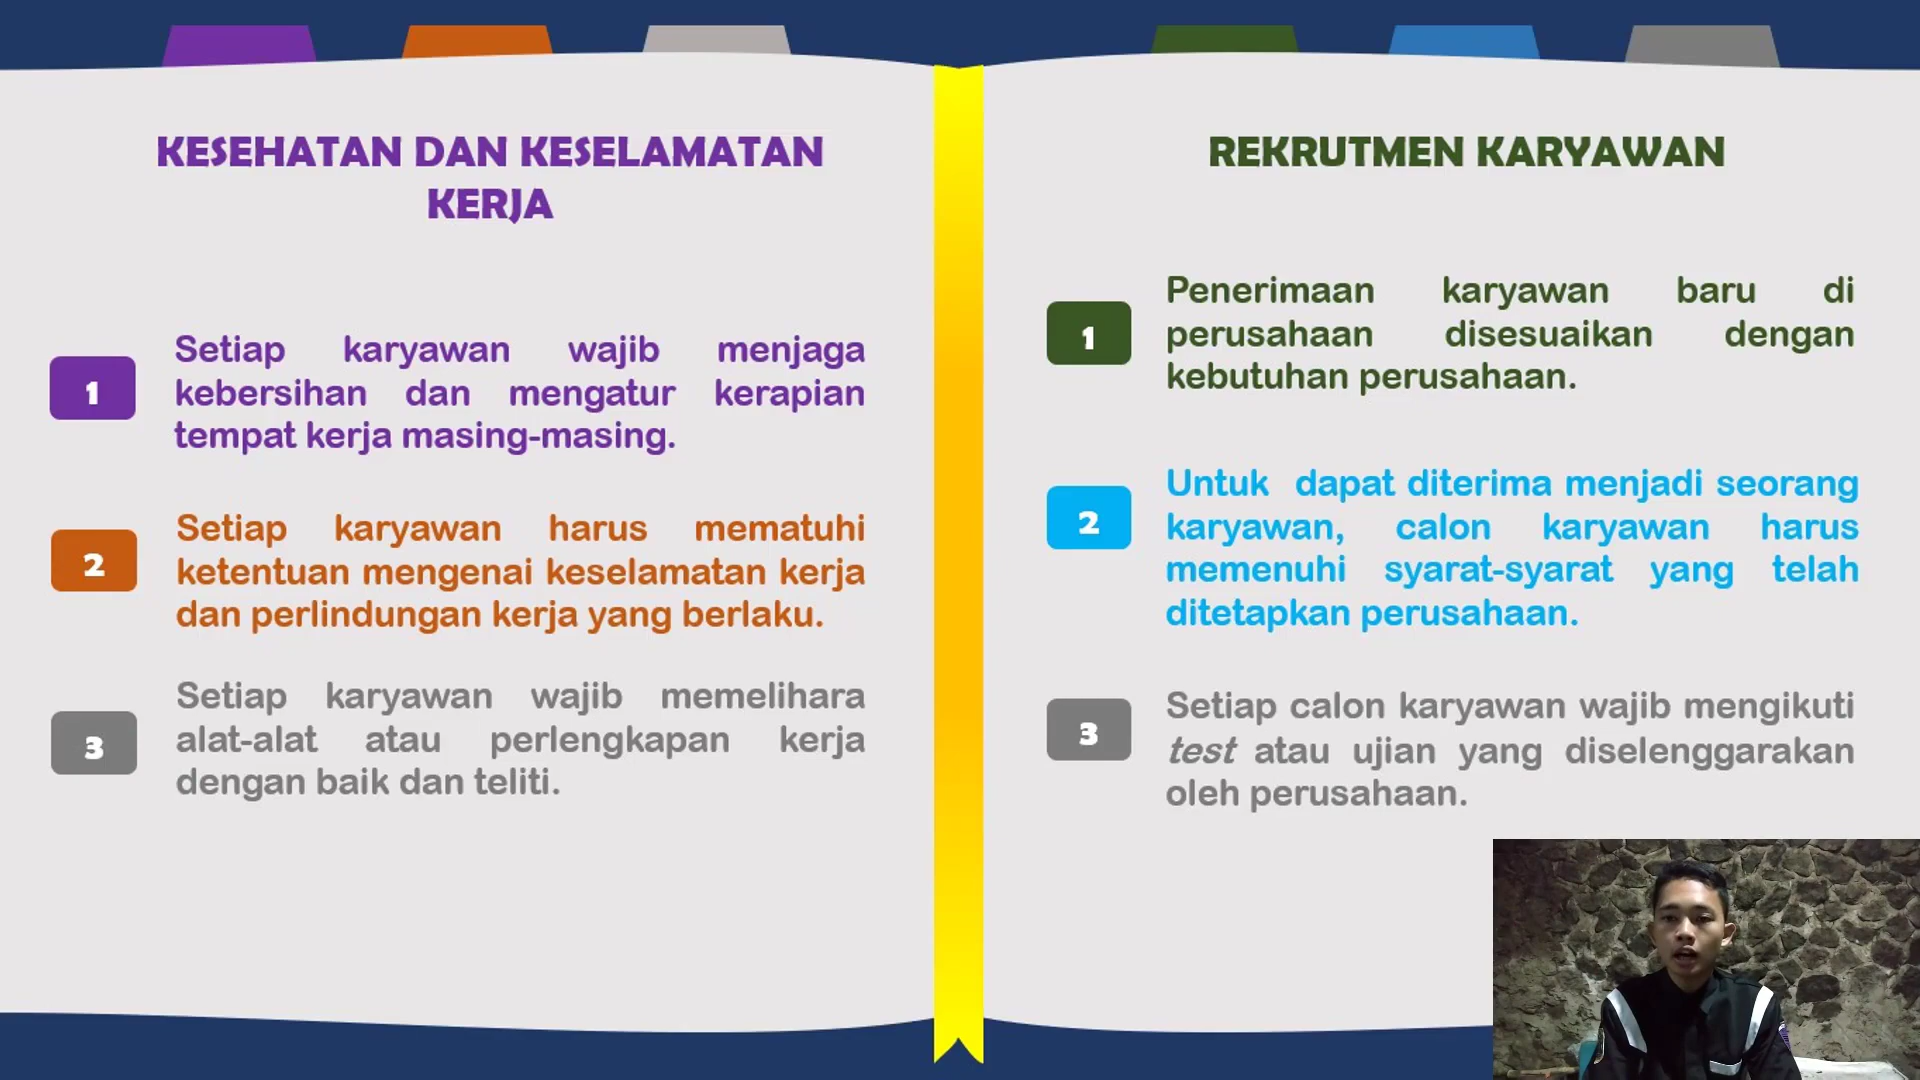 KESEHATAN DAN KESELAMATAN
KERJA
1
Setiap karyawan wajib menjaga
kebersihan dan mengatur kerapian
tempat kerja masing-masing.
2
Setiap karyawan harus mematuhi
ketentuan mengenai keselamatan kerja
dan perlindungan kerja yang berlaku.
3
Setiap karyawan wajib memelihara
alat-alat atau perlengkapan kerja
dengan baik dan teliti.
REKRUTMEN KARYAWAN
1
Penerimaan karyawan baru di
perusahaan disesuaikan dengan
kebutuhan perusahaan.
2
Untuk dapat diterima menjadi seorang
karyawan, calon karyawan harus
memenuhi syarat-syarat yang telah
ditetapkan perusahaan.
3
Setiap calon karyawan wajib mengikuti
test atau ujian yang diselenggarakan
oleh perusahaan.